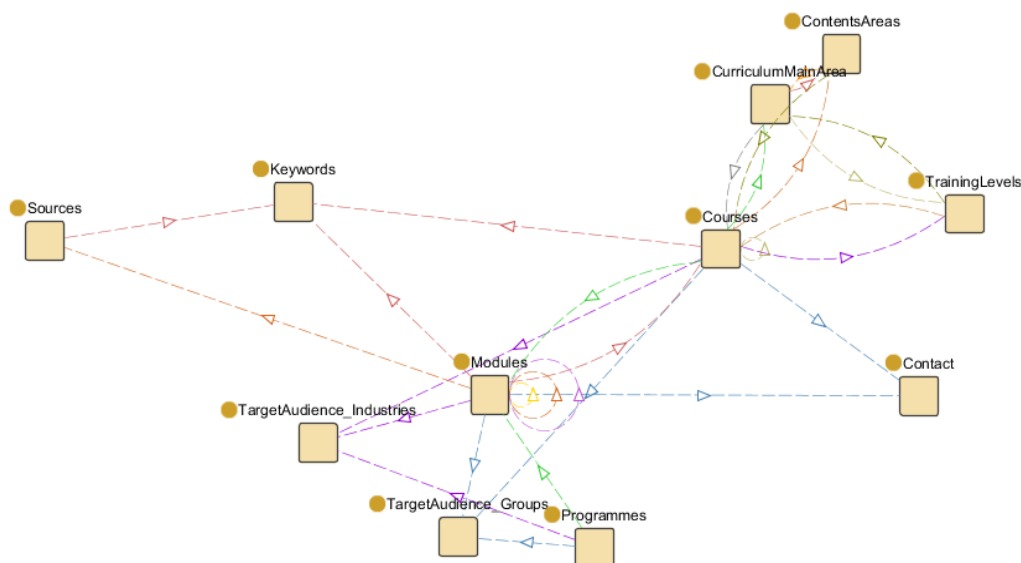 ContentsAreas
CurriculumMainArea
Keywords
TrainingLevels
Sources
Courses
Modules
Contact
TargetAudience_Industries
TargetAudience_Groups
Programmes